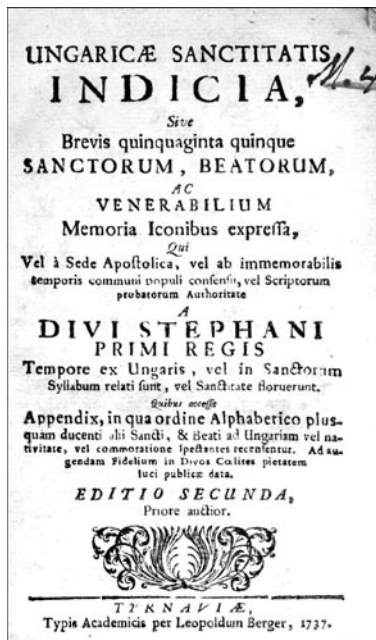 UNGARICÆ SANCTITATIS
INDICIA,
Sive
Brevis quinquaginta quinque
SANCTORUM, BEATORUM,
AC
VENERABILIUM
Memoria Iconibus expreſſa,
Qui
Vel à Sede Apoſtolica, vel ab immemorabilis
temporis communi populi conſenſu, vel Scriptorum
probatorum Authoritate
A
DIVI STEPHANI
PRIMI REGIS
Tempore ex Ungaris, vel in Sanctorum
Syllabum relati ſunt, vel Sanctitate floruerunt.
Quibus acceſſit
Appendix, in qua ordine Alphabetico plus-
quàm ducenti alii Sancti, & Beati ad Ungariam vel na-
tivitate, vel commoratione ſpectantes recenſentur. Ad au-
gendam Fidelium in Divos Cœlites pietatem
luci publicæ data.
EDITIO SECUNDA,
Priore auctior.
TYRNAVIÆ,
Typis Academicis per Leopoldum Berger, 1737.